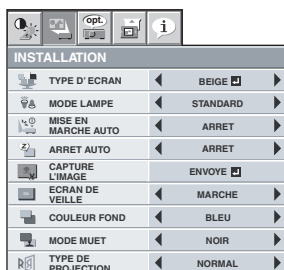 opt.
i
INSTALLATION
TYPE D'ECRAN BEIGE
MODE LAMPE STANDARD
MISE EN
MARCHE AUTO ARRET
ARRET AUTO ARRET
CAPTURE
L'IMAGE ENVOYE
ECRAN DE
VEILLE MARCHE
COULEUR FOND BLEU
MODE MUET NOIR
TYPE DE
PROJECTION NORMAL